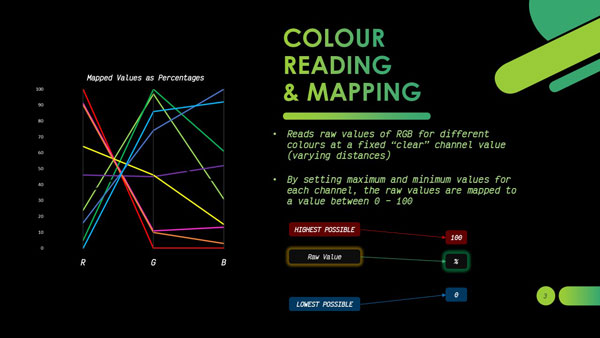 COLOUR
READING
& MAPPING
Mapped Values as Percentages
100
90
80
70
60
50
40
30
20
10
0
R G B
• Reads raw values of RGB for different
colours at a fixed “clear” channel value
(varying distances)
• By setting maximum and minimum values for
each channel, the raw values are mapped to
a value between 0 – 100
HIGHEST POSSIBLE
100
Raw Value
%
LOWEST POSSIBLE
0
3